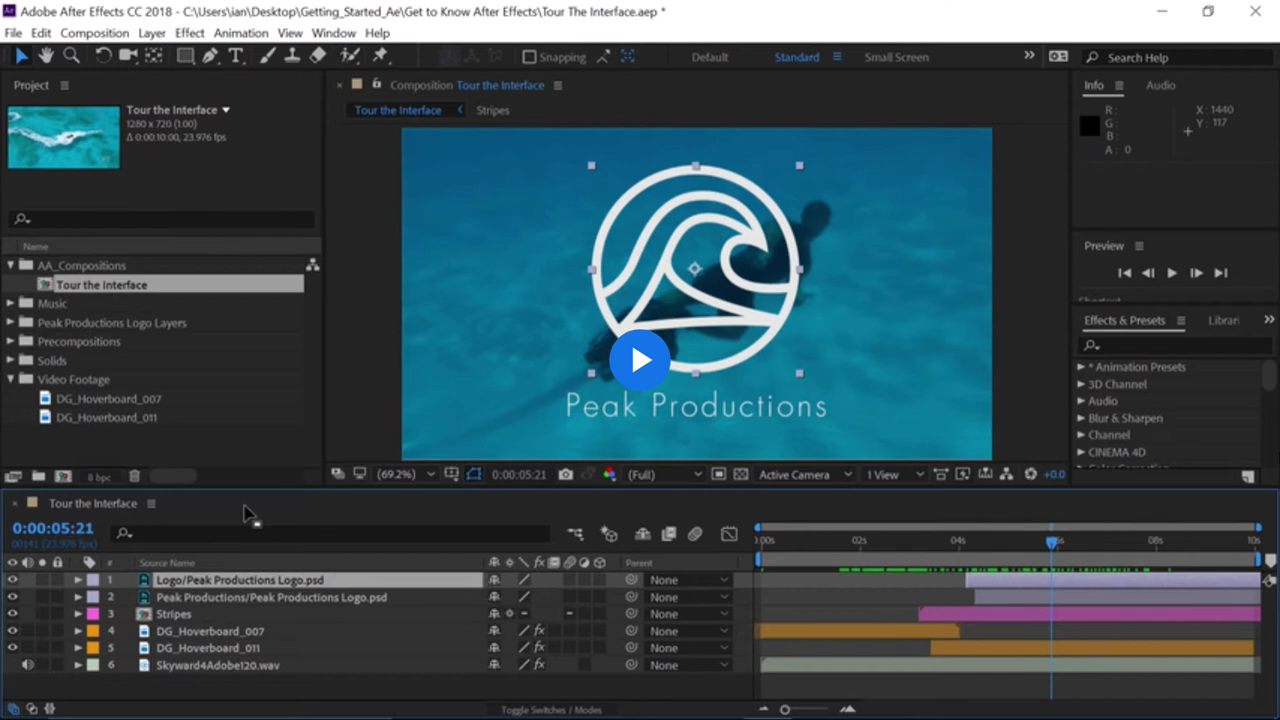 Adobe After Effects CC 2018 - C:\Users\ian\Desktop\Getting_Started_Ae\Get to Know After Effects\Tour The Interface.aep *
File Edit Composition Layer Effect Animation View Window Help
Snapping Default Standard Small Screen Search Help
Project
Tour the Interface
1280 x 720 (1.00)
Δ 0:00:10:00, 23.976 fps
Name
AA_Compositions
Tour the Interface
Music
Peak Productions Logo Layers
Precompositions
Solids
Video Footage
DG_Hoverboard_007
DG_Hoverboard_011
8 bpc
Composition Tour the Interface
Tour the Interface Stripes
Peak Productions
(69.2%) 0:00:05:21 (Full) Active Camera 1 View +0.0
Info Audio
R :
G :
B :
A : 0
X : 1440
Y : 117
Preview
Effects & Presets Librari
* Animation Presets
3D Channel
Audio
Blur & Sharpen
Channel
CINEMA 4D
Tour the Interface
0:00:05:21
00141 (23.976 fps)
:00s 02s 04s 08s 10s
# Source Name fx Parent
1 Logo/Peak Productions Logo.psd None
2 Peak Productions/Peak Productions Logo.psd None
3 Stripes None
4 DG_Hoverboard_007 fx None
5 DG_Hoverboard_011 fx None
6 Skyward4Adobe120.wav fx None
Toggle Switches / Modes